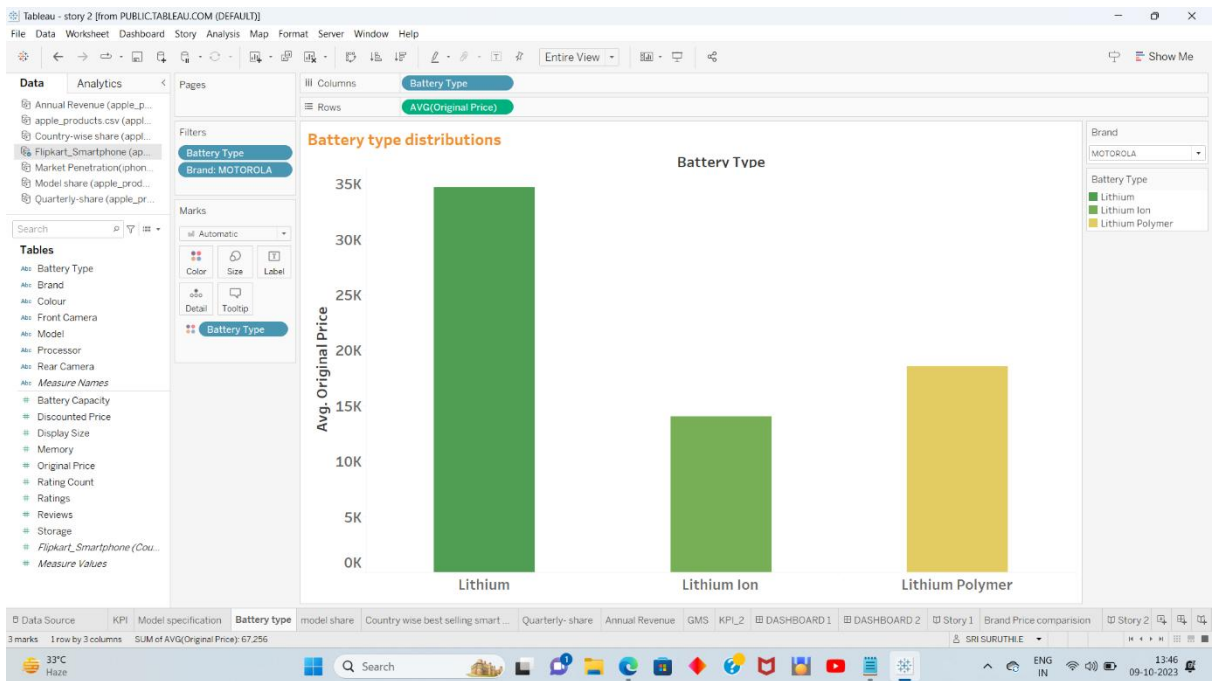 Tableau - story 2 [from PUBLIC.TABLEAU.COM (DEFAULT)]
File Data Worksheet Dashboard Story Analysis Map Format Server Window Help
Entire View
Show Me
Data Analytics
Annual Revenue (apple_p...
apple_products.csv (appl...
Country-wise share (appl...
Flipkart_Smartphone (ap...
Market Penetration(iphon...
Model share (apple_prod...
Quarterly-share (apple_pr...
Search
Tables
Abc Battery Type
Abc Brand
Abc Colour
Abc Front Camera
Abc Model
Abc Processor
Abc Rear Camera
Abc Measure Names
# Battery Capacity
# Discounted Price
# Display Size
# Memory
# Original Price
# Rating Count
# Ratings
# Reviews
# Storage
# Flipkart_Smartphone (Cou...
# Measure Values
Pages
Filters
Battery Type
Brand: MOTOROLA
Marks
Automatic
Color Size Label
Detail Tooltip
Battery Type
Columns Battery Type
Rows AVG(Original Price)
Battery type distributions
Battery Type
Avg. Original Price
35K
30K
25K
20K
15K
10K
5K
0K
Lithium Lithium Ion Lithium Polymer
Brand
MOTOROLA
Battery Type
Lithium
Lithium Ion
Lithium Polymer
Data Source KPI Model specification Battery type model share Country wise best selling smart ... Quarterly- share Annual Revenue GMS KPI_2 DASHBOARD 1 DASHBOARD 2 Story 1 Brand Price comparision Story 2
3 marks 1 row by 3 columns SUM of AVG(Original Price): 67,256
SRI SURUTHI.E
33°C
Haze
Search
ENG
IN
13:46
09-10-2023